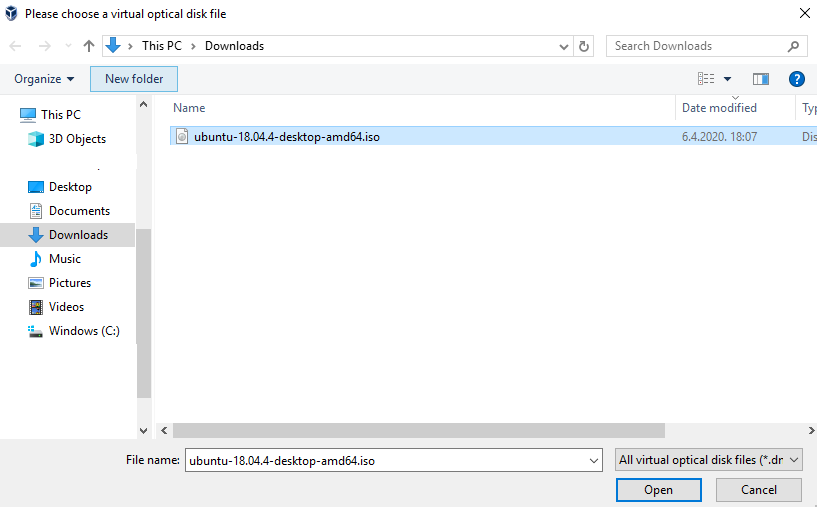 Please choose a virtual optical disk file
This PC Downloads
Search Downloads
Organize New folder
Name Date modified Typ
This PC
3D Objects
Desktop
Documents
Downloads
Music
Pictures
Videos
Windows (C:)
ubuntu-18.04.4-desktop-amd64.iso 6.4.2020. 18:07 Dis
File name: ubuntu-18.04.4-desktop-amd64.iso All virtual optical disk files (*.dr
Open Cancel